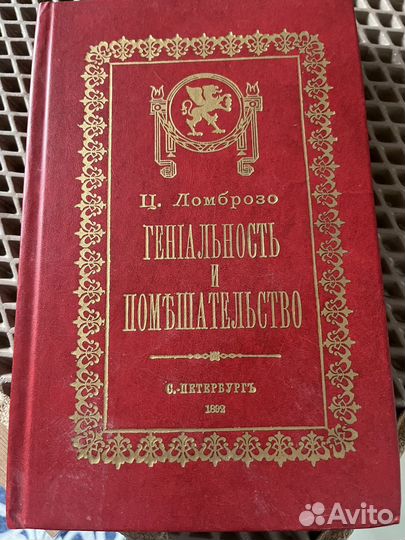 Ц. Ломброзо
ГЕНІАЛЬНОСТЬ
И
ПОМѢШАТЕЛЬСТВО
С.-ПЕТЕРБУРГЪ
1892
Avito